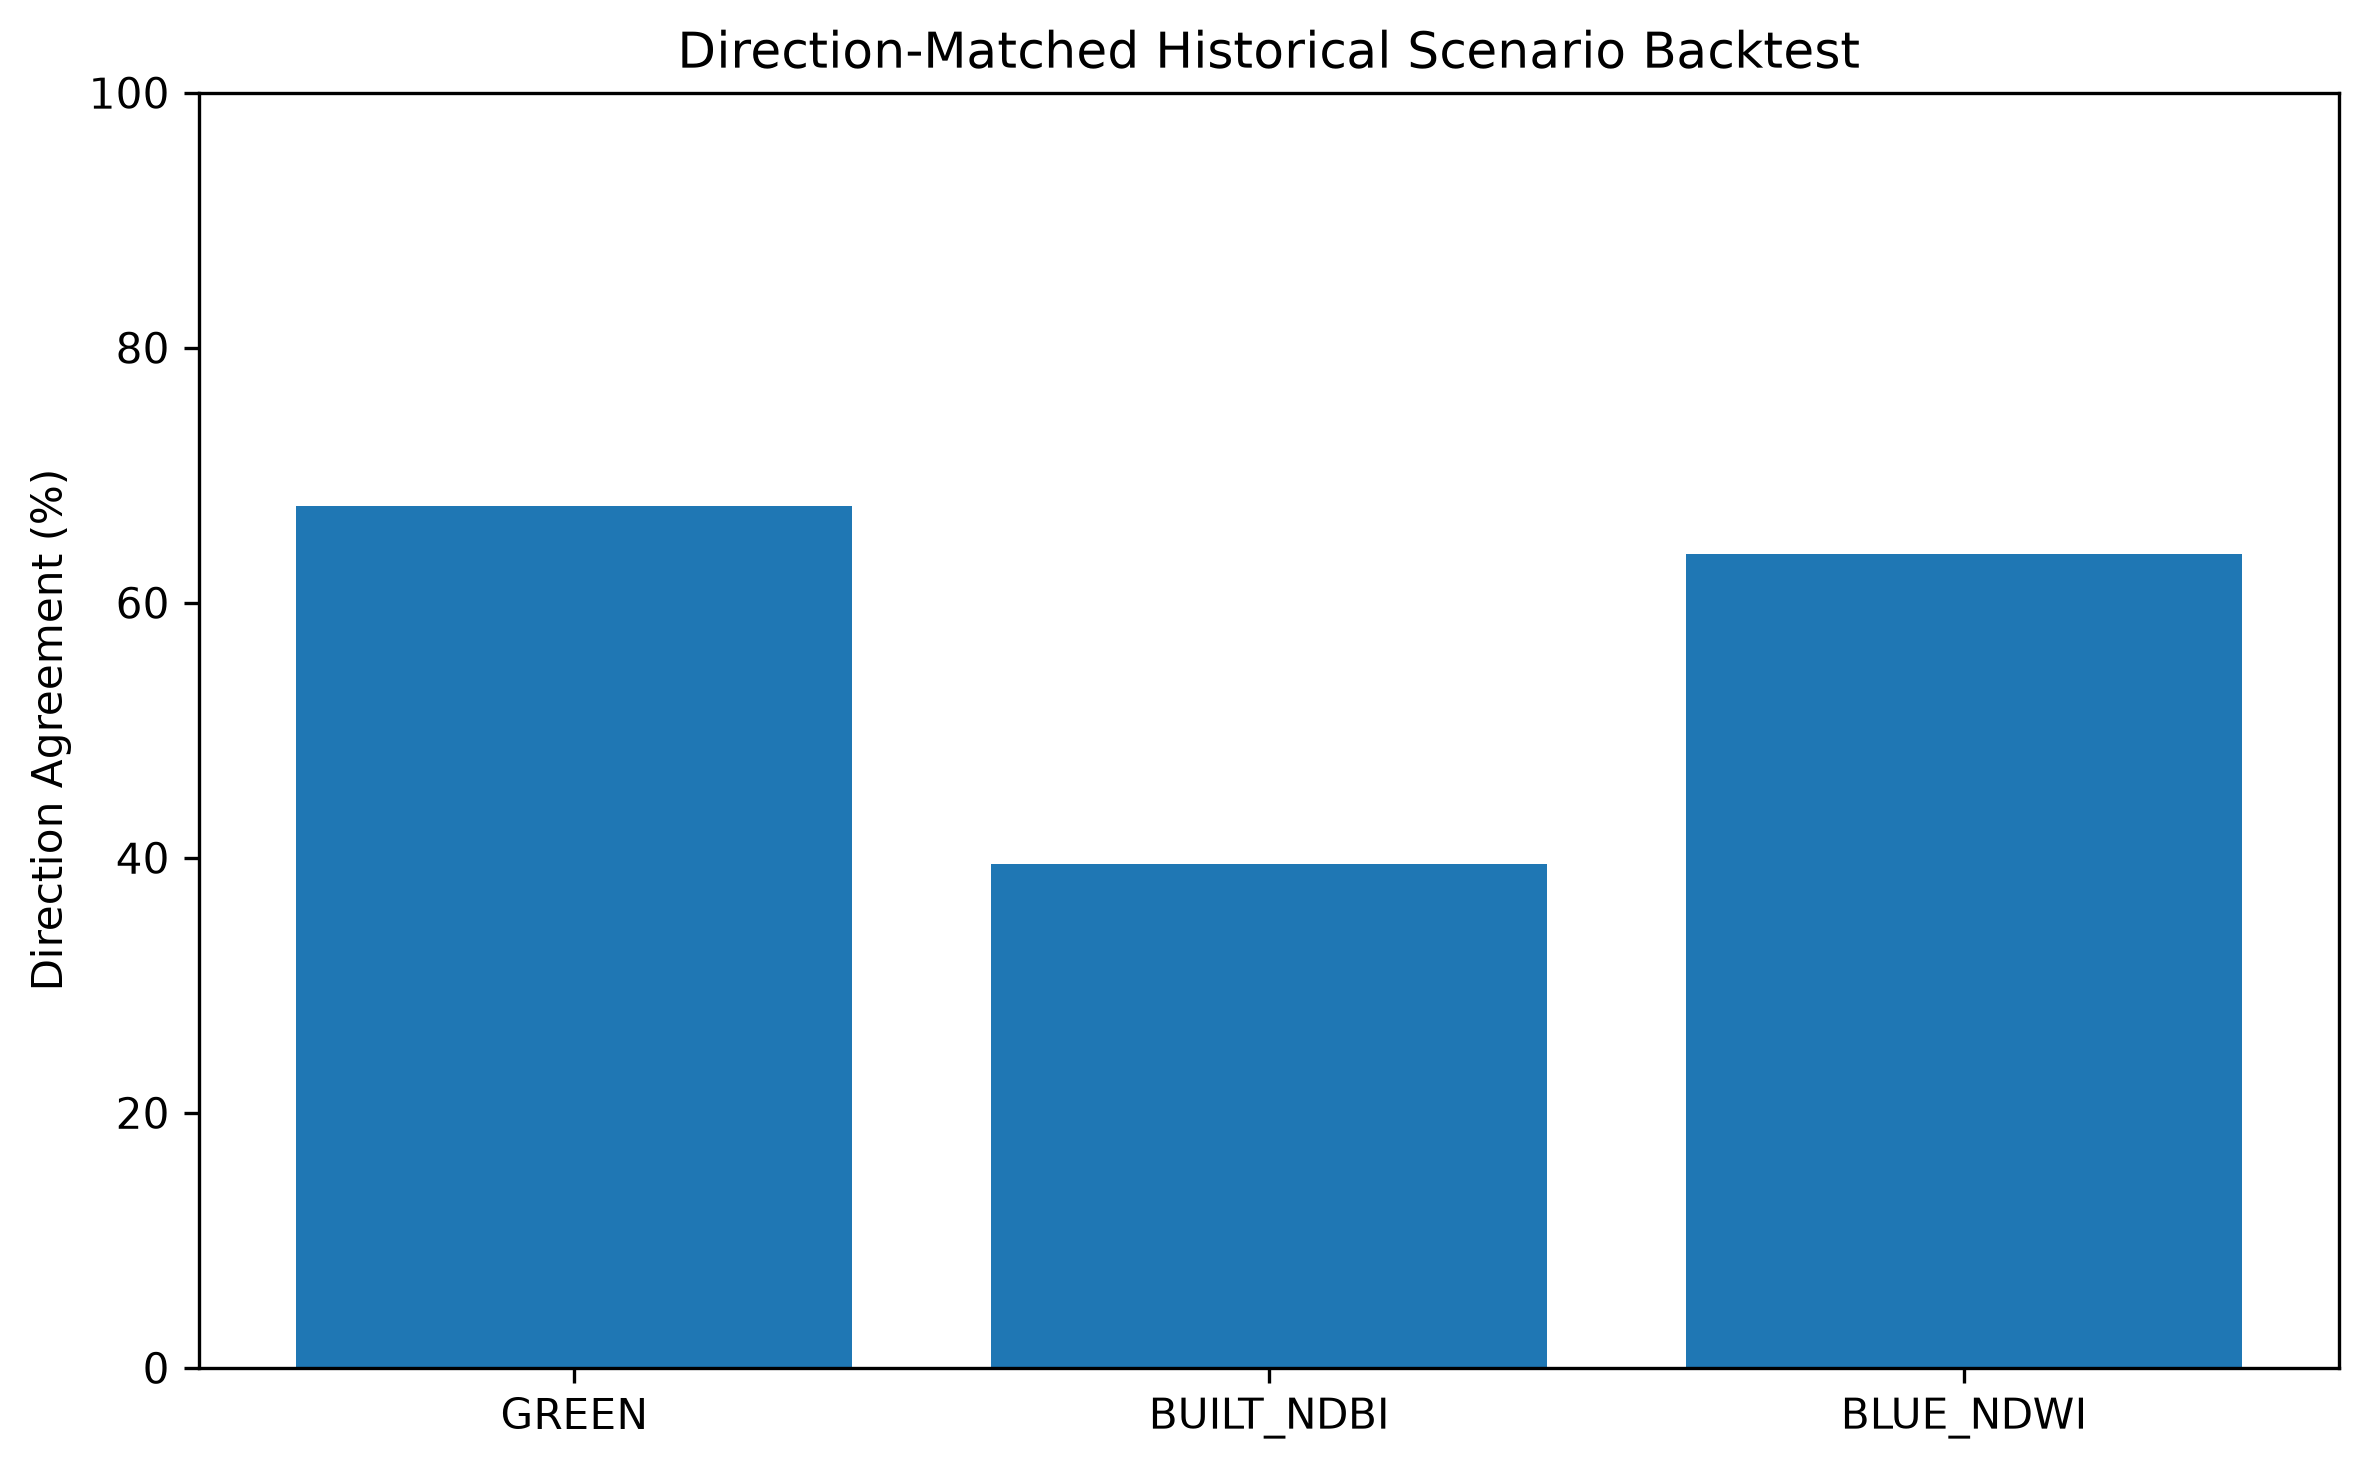 Direction-Matched Historical Scenario Backtest
Direction Agreement (%)
100
80
60
40
20
0
GREEN
BUILT_NDBI
BLUE_NDWI